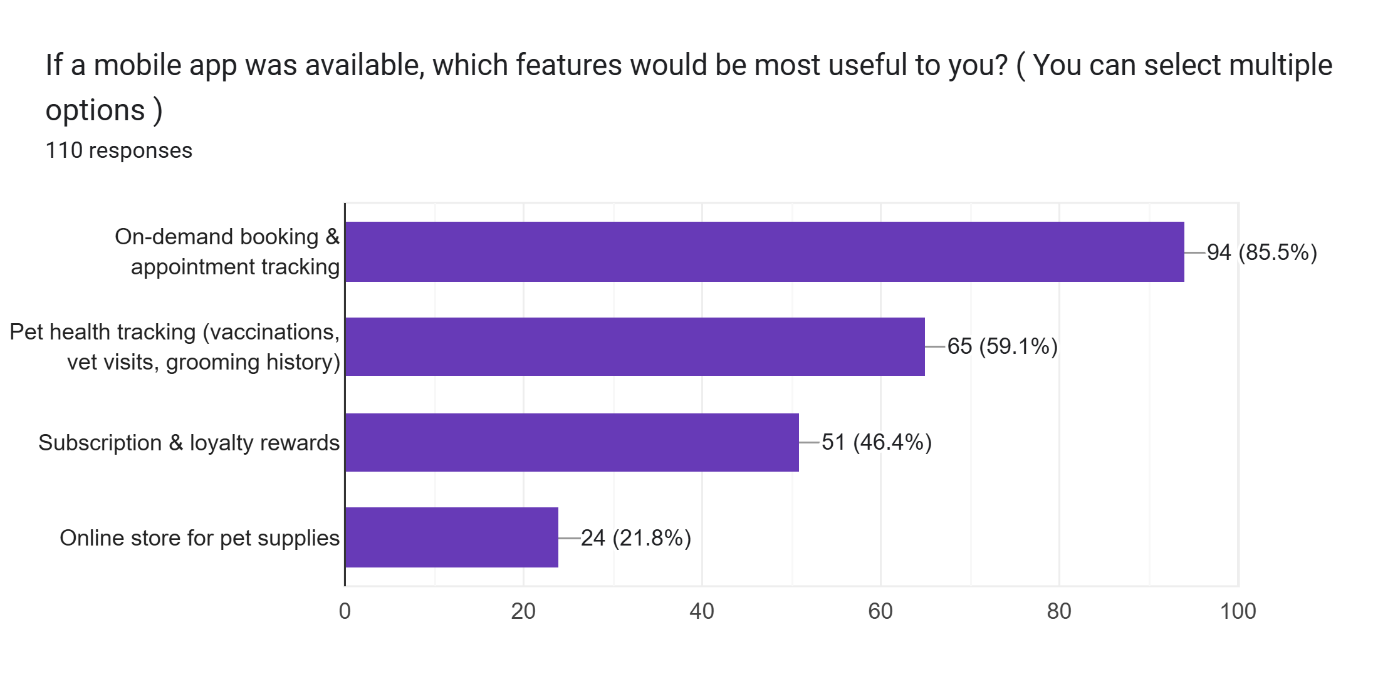 If a mobile app was available, which features would be most useful to you? ( You can select multiple
options )
110 responses
On-demand booking &
appointment tracking
94 (85.5%)
Pet health tracking (vaccinations,
vet visits, grooming history)
65 (59.1%)
Subscription & loyalty rewards
51 (46.4%)
Online store for pet supplies
24 (21.8%)
0 20 40 60 80 100